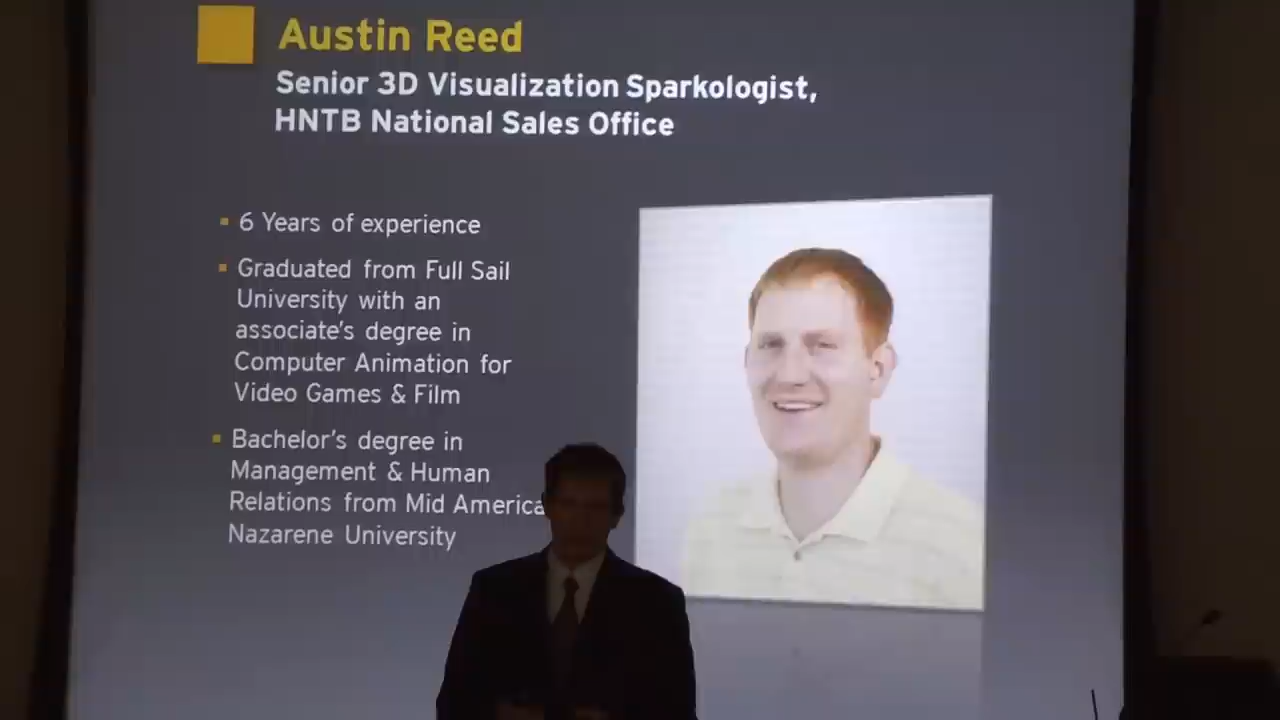 Austin Reed
Senior 3D Visualization Sparkologist,
HNTB National Sales Office
▪ 6 Years of experience
▪ Graduated from Full Sail
University with an
associate's degree in
Computer Animation for
Video Games & Film
▪ Bachelor's degree in
Management & Human
Relations from Mid America
Nazarene University